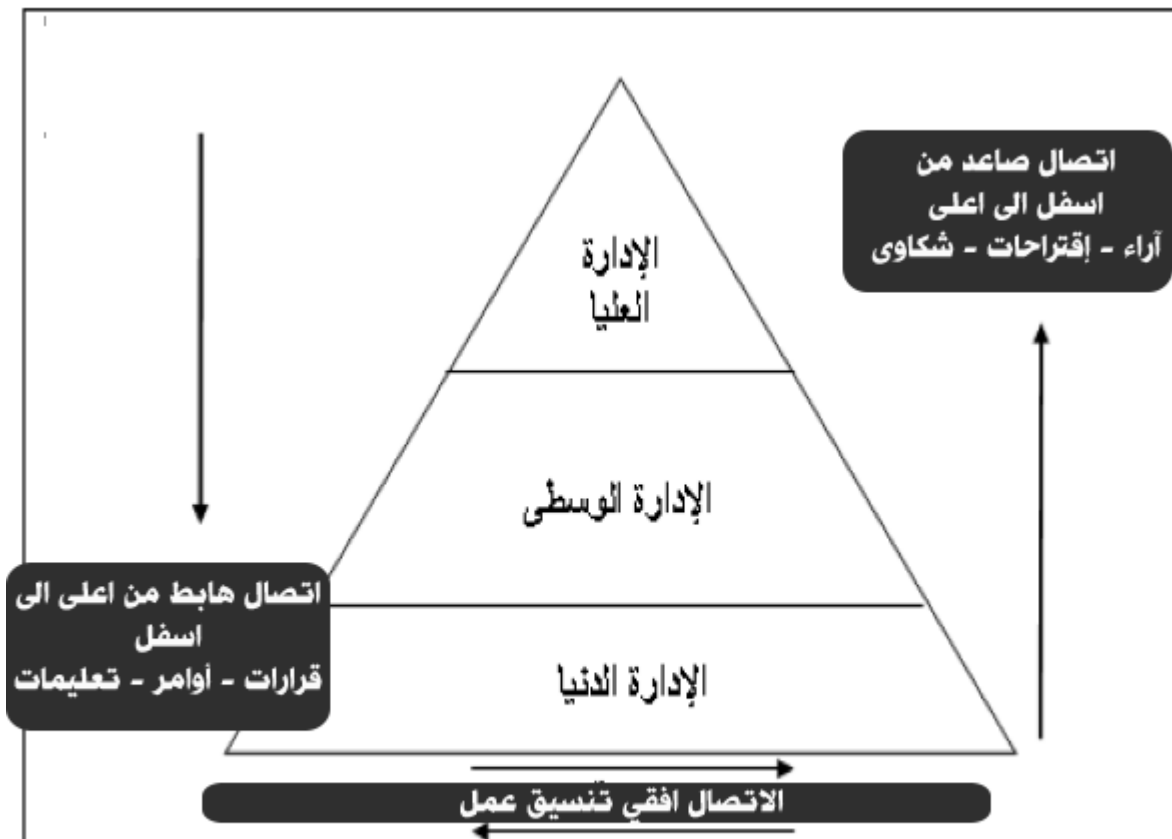 اتصال صاعد من
اسفل الى اعلى
آراء - إقتراحات - شكاوى
الإدارة
العليا
الإدارة الوسطى
اتصال هابط من اعلى الى
اسفل
قرارات - أوامر - تعليمات
الإدارة الدنيا
الاتصال افقي تنسيق عمل